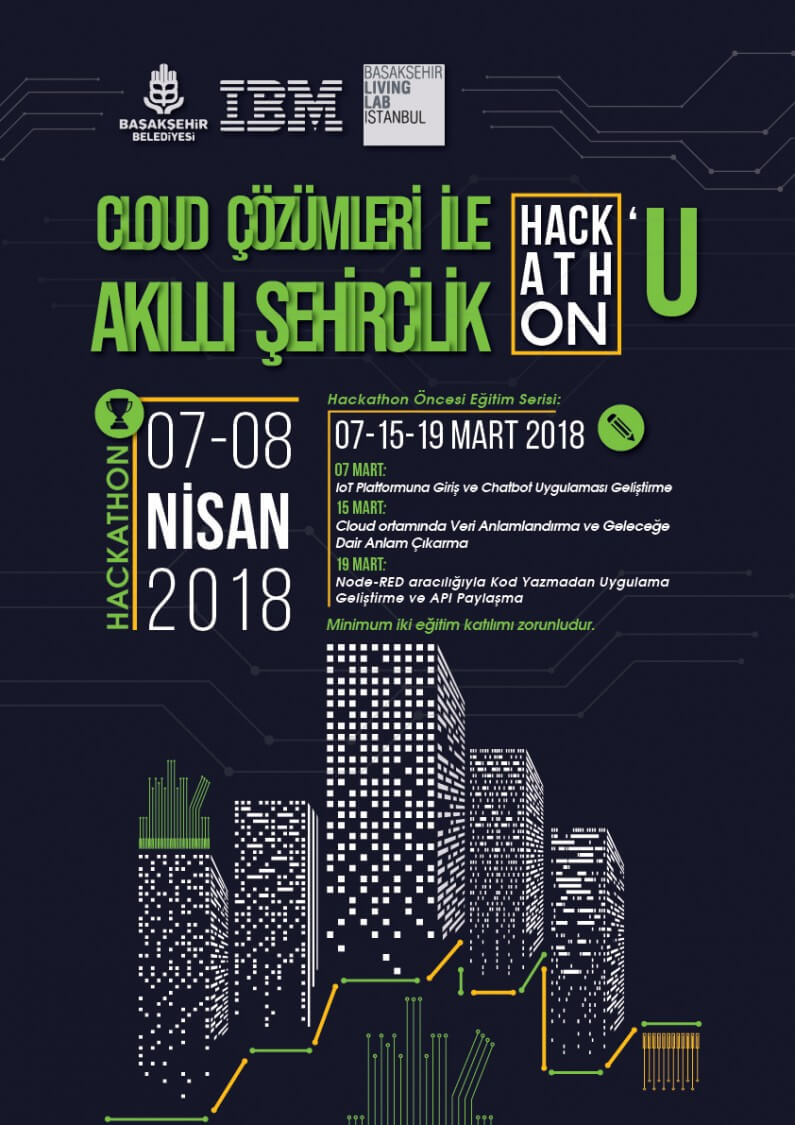 BAŞAKŞEHİR
BELEDİYESİ
IBM
BAŞAKŞEHİR
LIVING
LAB
İSTANBUL
CLOUD ÇÖZÜMLERİ İLE
AKILLI ŞEHİRCİLİK
HACK
ATH
ON
'U
HACKATHON
07-08
NİSAN
2018
Hackathon Öncesi Eğitim Serisi:
07-15-19 MART 2018
07 MART:
IoT Platformuna Giriş ve Chatbot Uygulaması Geliştirme
15 MART:
Cloud ortamında Veri Anlamlandırma ve Geleceğe
Dair Anlam Çıkarma
19 MART:
Node-RED aracılığıyla Kod Yazmadan Uygulama
Geliştirme ve API Paylaşma
Minimum iki eğitim katılımı zorunludur.